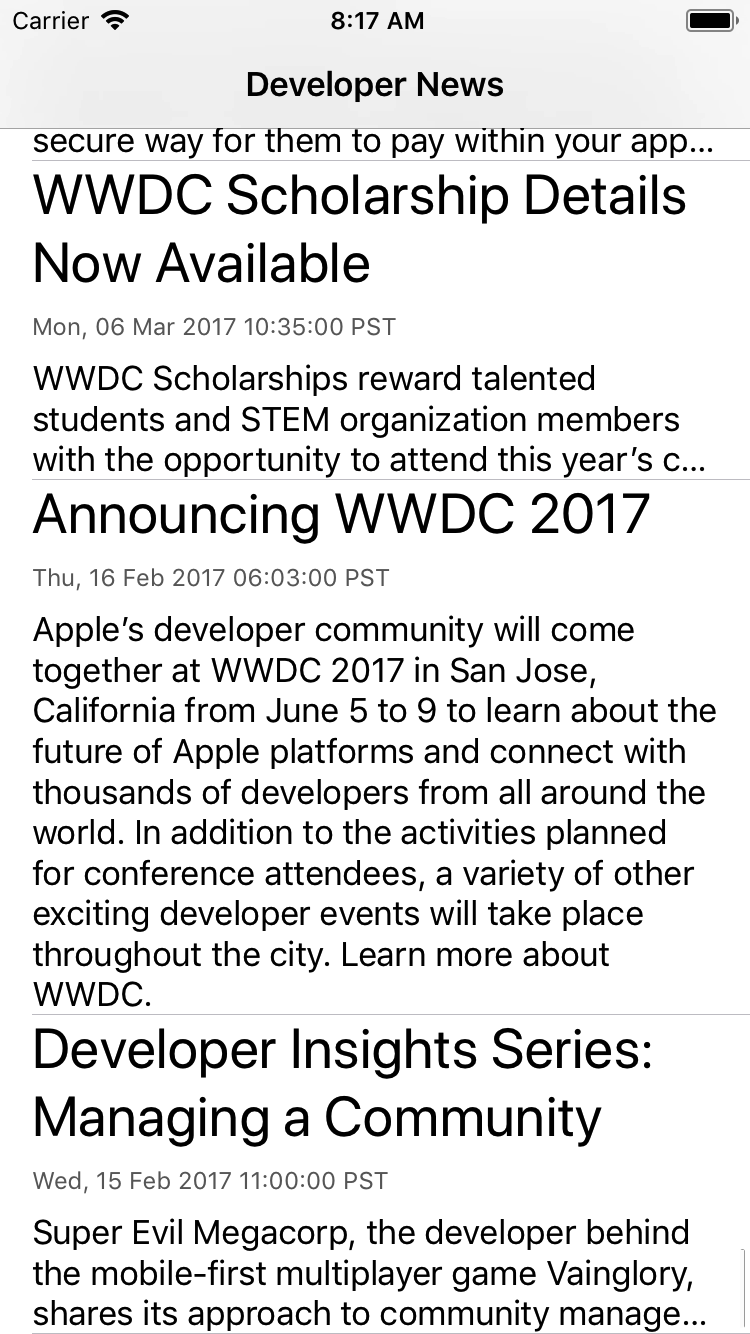 Carrier 8:17 AM
Developer News
secure way for them to pay within your app...
WWDC Scholarship Details
Now Available
Mon, 06 Mar 2017 10:35:00 PST
WWDC Scholarships reward talented
students and STEM organization members
with the opportunity to attend this year’s c...
Announcing WWDC 2017
Thu, 16 Feb 2017 06:03:00 PST
Apple’s developer community will come
together at WWDC 2017 in San Jose,
California from June 5 to 9 to learn about the
future of Apple platforms and connect with
thousands of developers from all around the
world. In addition to the activities planned
for conference attendees, a variety of other
exciting developer events will take place
throughout the city. Learn more about
WWDC.
Developer Insights Series:
Managing a Community
Wed, 15 Feb 2017 11:00:00 PST
Super Evil Megacorp, the developer behind
the mobile-first multiplayer game Vainglory,
shares its approach to community manage...